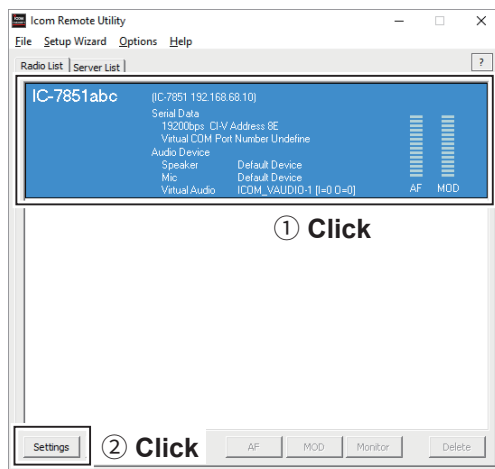 Icom Remote Utility
File Setup Wizard Options Help
Radio List Server List ?
IC-7851abc (IC-7851 192.168.68.10)
Serial Data
19200bps CI-V Address 8E
Virtual COM Port Number Undefine
Audio Device
Speaker Default Device
Mic Default Device
Virtual Audio ICOM_VAUDIO-1 [I=0 O=0] AF MOD
① Click
Settings ② Click AF MOD Monitor Delete